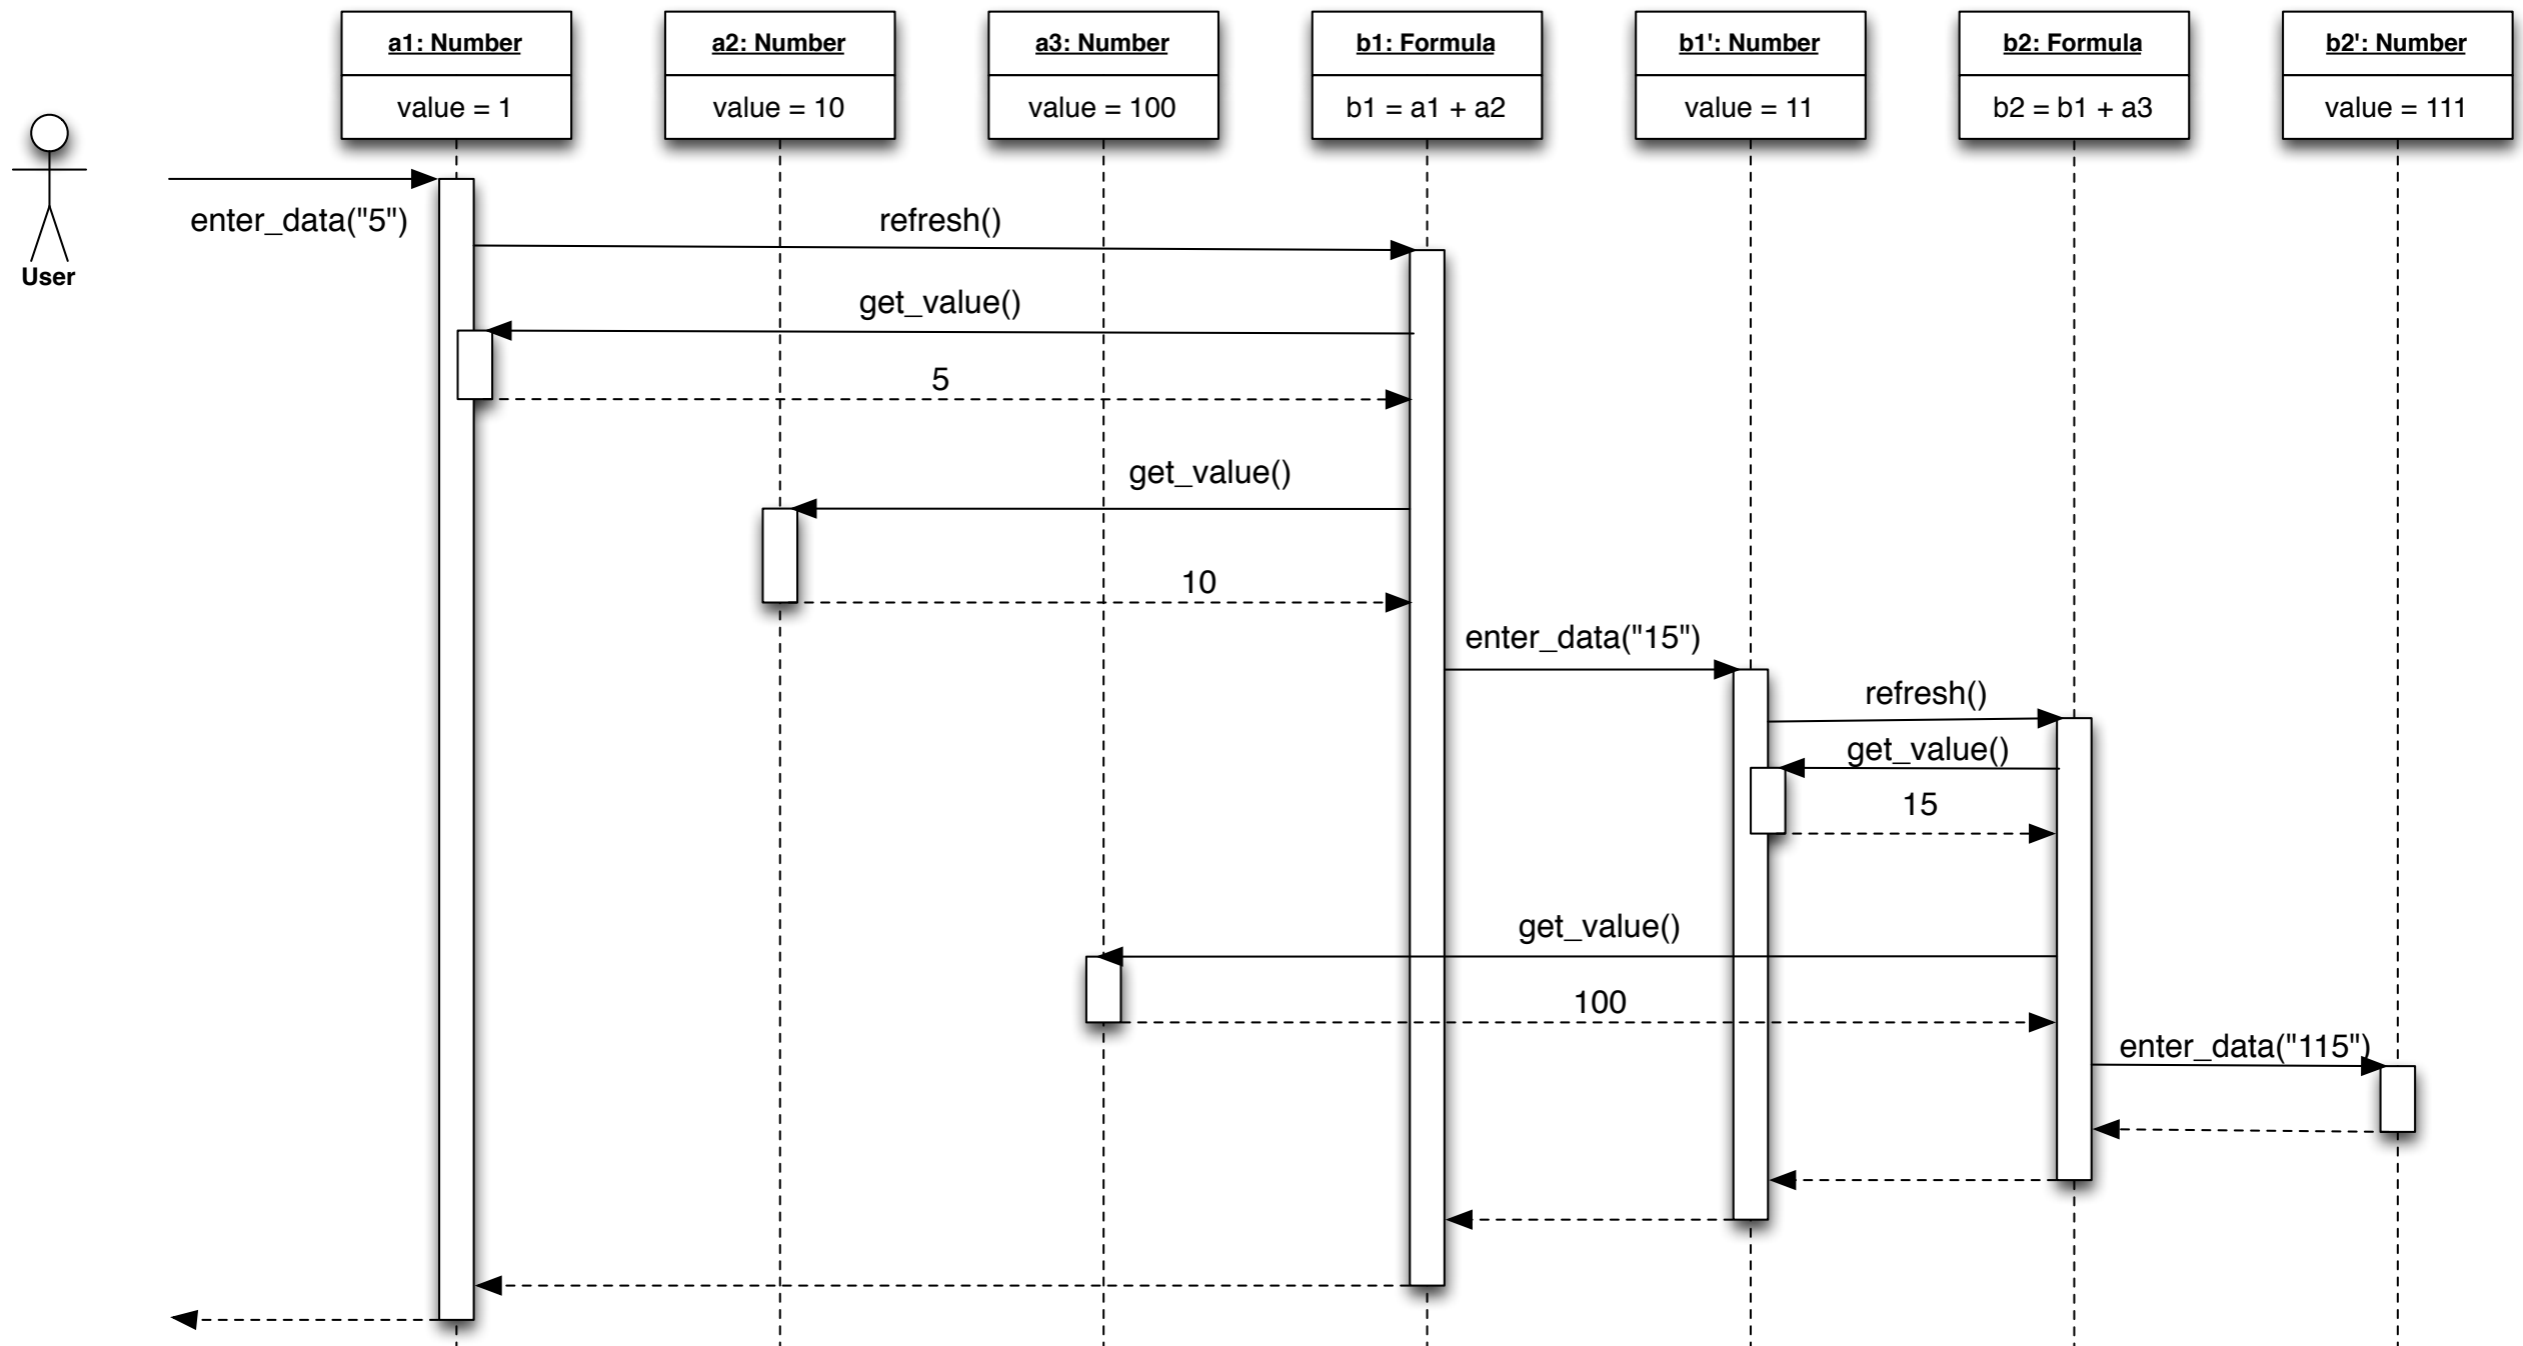 a1: Number
a2: Number
a3: Number
b1: Formula
b1': Number
b2: Formula
b2': Number
value = 1
value = 10
value = 100
b1 = a1 + a2
value = 11
b2 = b1 + a3
value = 111
enter_data("5")
refresh()
User
get_value()
5
get_value()
10
enter_data("15")
refresh()
get_value()
15
get_value()
100
enter_data("115")